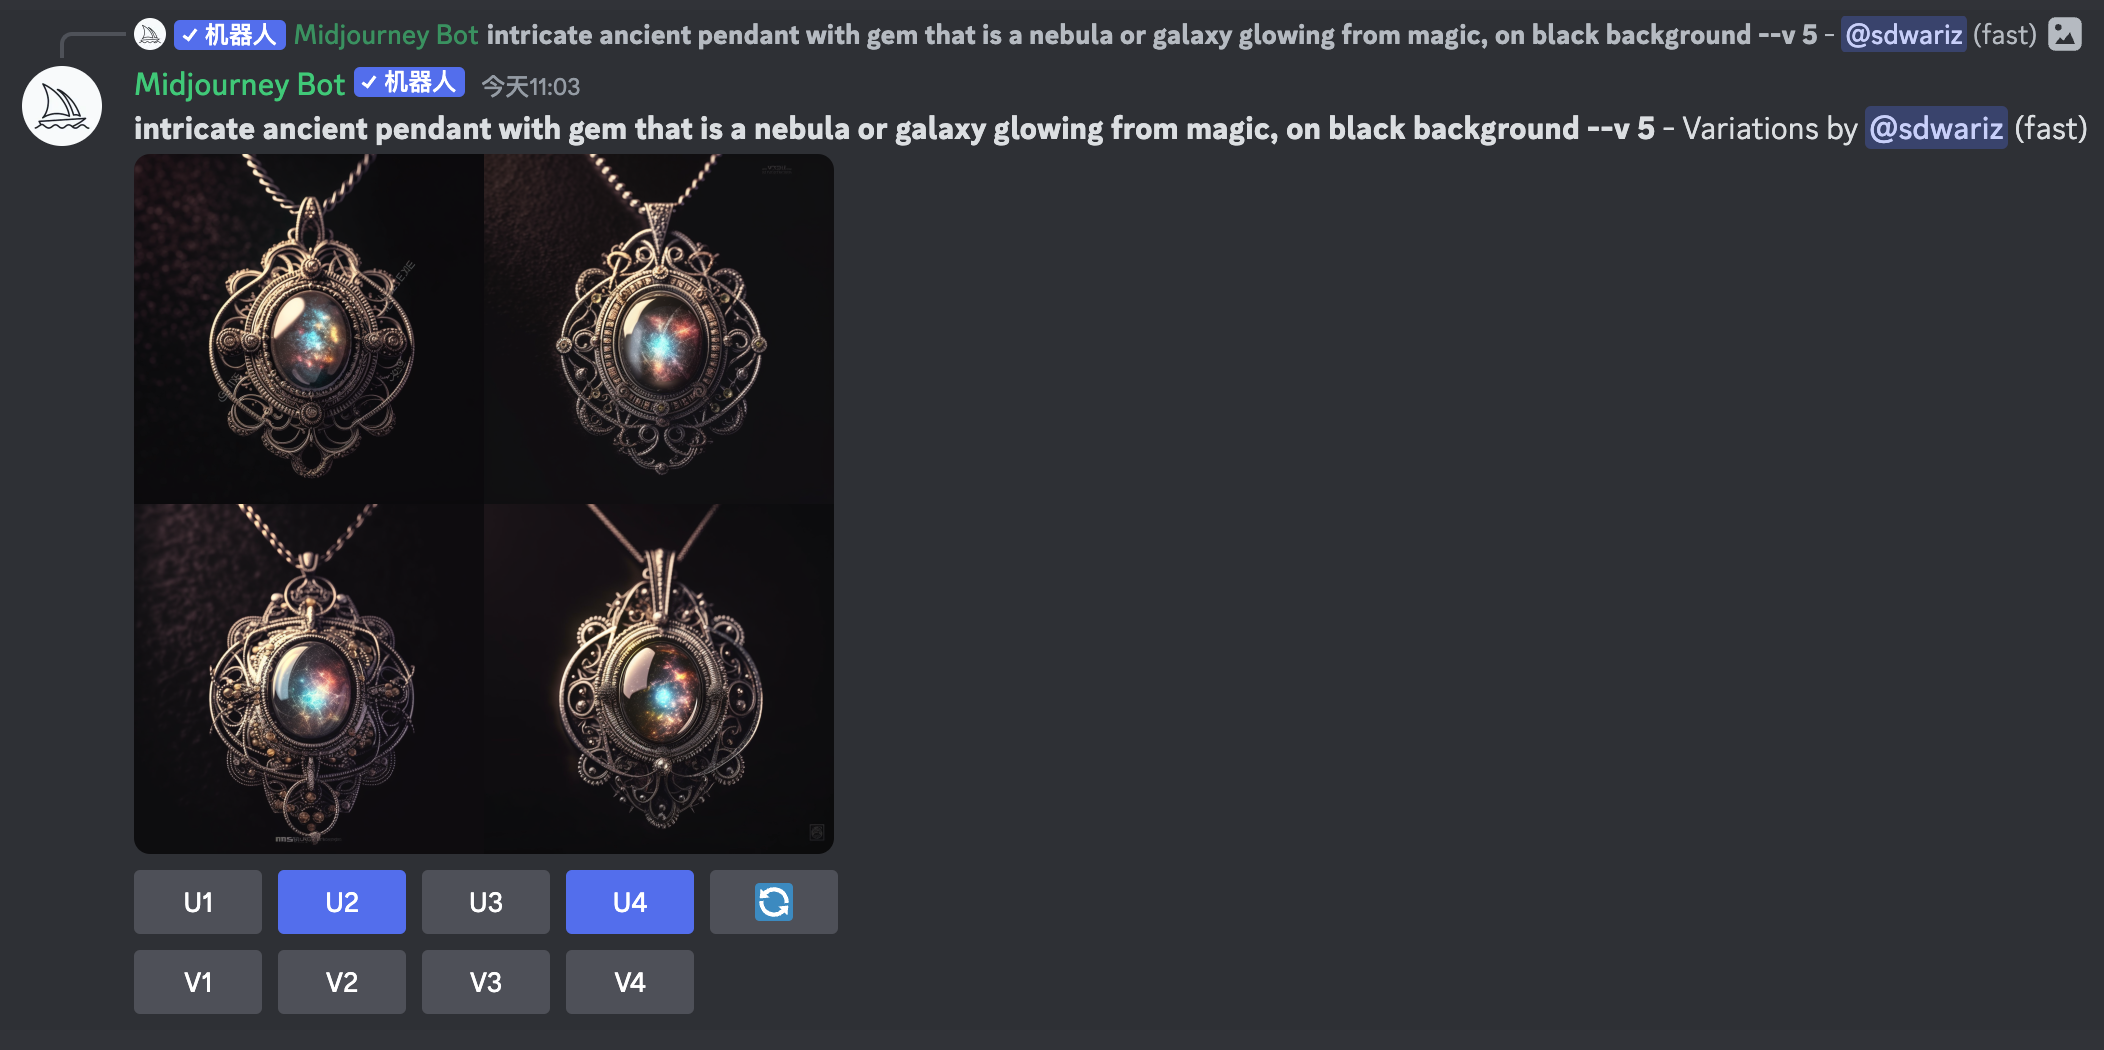 机器人 Midjourney Bot intricate ancient pendant with gem that is a nebula or galaxy glowing from magic, on black background --v 5 - @sdwariz (fast)
Midjourney Bot 机器人 今天11:03
intricate ancient pendant with gem that is a nebula or galaxy glowing from magic, on black background --v 5 - Variations by @sdwariz (fast)
U1 U2 U3 U4
V1 V2 V3 V4